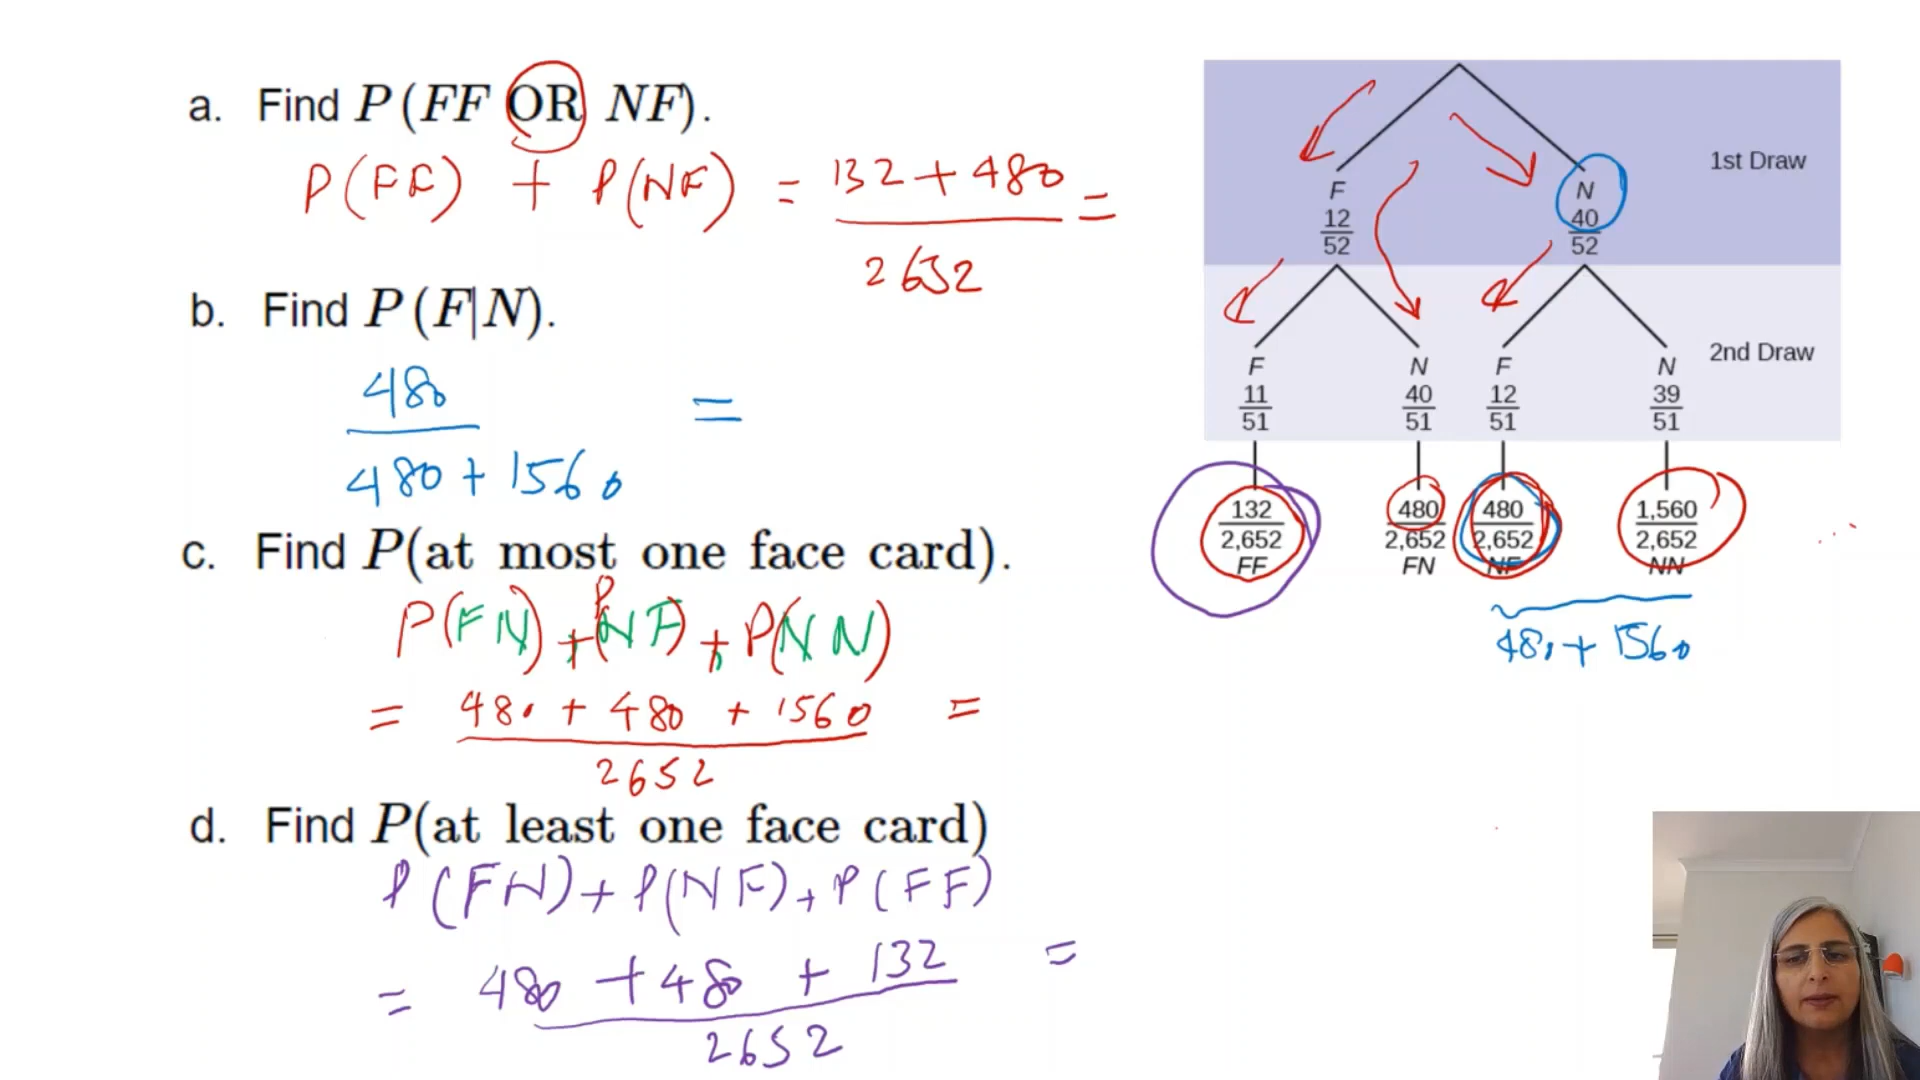 a. Find P(FF OR NF).
P(FF) + P(NF) = 132 + 480 =
2652
b. Find P(F|N).
480 =
480 + 1560
c. Find P(at most one face card).
P(FN) + P(NF) + P(NN)
= 480 + 480 + 1560 =
2652
d. Find P(at least one face card)
P(FN) + P(NF) + P(FF)
= 480 + 480 + 132 =
2652
1st Draw
F N
12 40
52 52
2nd Draw
F N F N
11 40 12 39
51 51 51 51
132 480 480 1,560
2,652 2,652 2,652 2,652
FF FN NF NN
480 + 1560